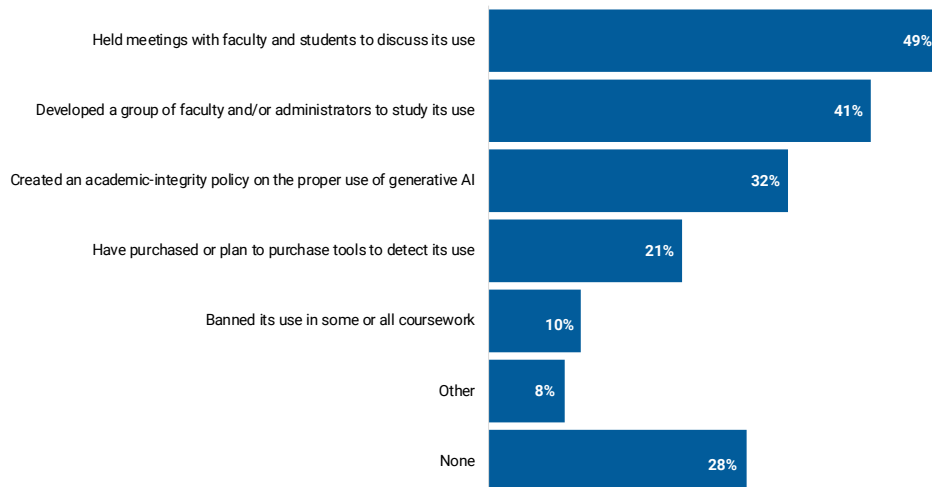 Held meetings with faculty and students to discuss its use 49%
Developed a group of faculty and/or administrators to study its use 41%
Created an academic-integrity policy on the proper use of generative AI 32%
Have purchased or plan to purchase tools to detect its use 21%
Banned its use in some or all coursework 10%
Other 8%
None 28%